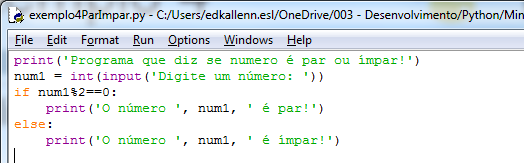 exemplo4ParImpar.py - C:/Users/edkallenn.esl/OneDrive/003 - Desenvolvimento/Python/Min
File Edit Format Run Options Windows Help
print('Programa que diz se numero é par ou ímpar!')
num1 = int(input('Digite um número: '))
if num1%2==0:
    print('O número ', num1, ' é par!')
else:
    print('O número ', num1, ' é ímpar!')